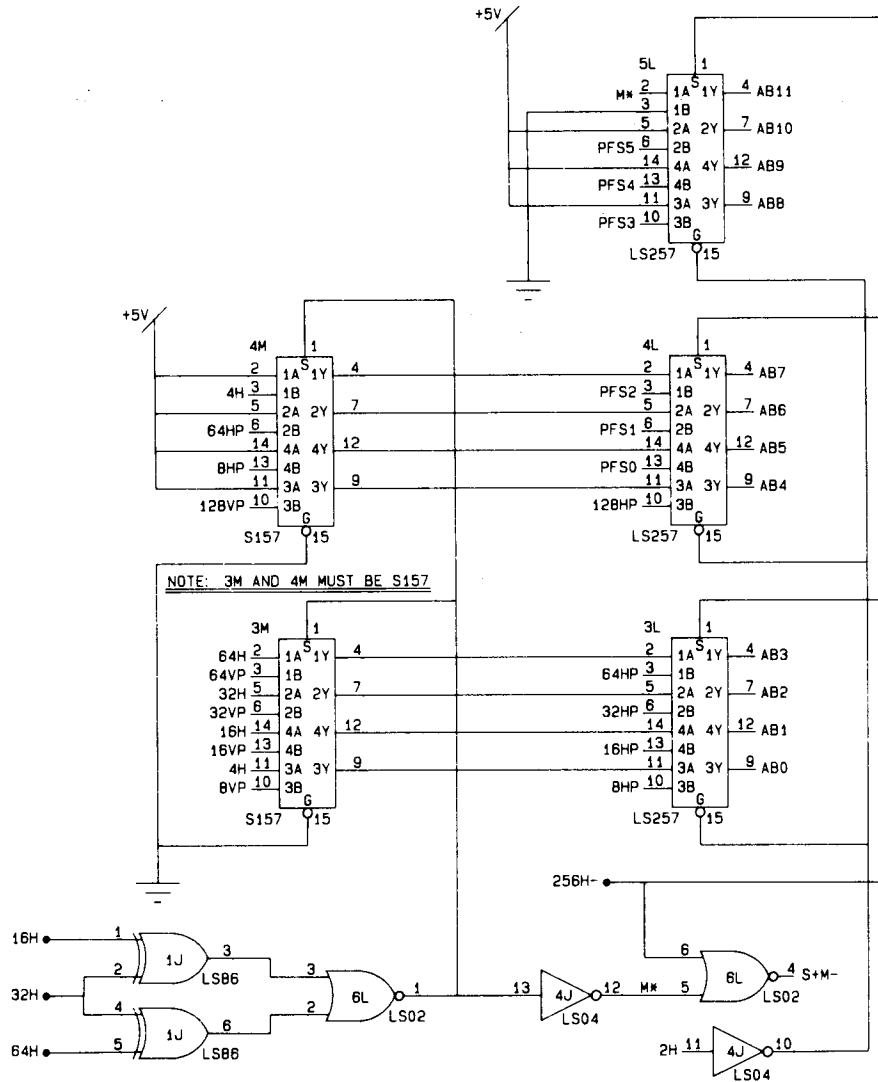 +5V
5L
1
S
M* 2 1A 1Y 4 AB11
3 1B
5 2A 2Y 7 AB10
PFS5 6 2B
14 4A 4Y 12 AB9
PFS4 13 4B
11 3A 3Y 9 AB8
PFS3 10 3B
G
LS257 15
+5V
4M
1
S
2 1A 1Y 4
4H 3 1B
5 2A 2Y 7
64HP 6 2B
14 4A 4Y 12
8HP 13 4B
11 3A 3Y 9
128VP 10 3B
G
S157 15
4L
1
S
2 1A 1Y 4 AB7
PFS2 3 1B
5 2A 2Y 7 AB6
PFS1 6 2B
14 4A 4Y 12 AB5
PFS0 13 4B
11 3A 3Y 9 AB4
128HP 10 3B
G
LS257 15
NOTE: 3M AND 4M MUST BE S157
3M
1
S
64H 2 1A 1Y 4
64VP 3 1B
32H 5 2A 2Y 7
32VP 6 2B
16H 14 4A 4Y 12
16VP 13 4B
4H 11 3A 3Y 9
8VP 10 3B
G
S157 15
3L
1
S
2 1A 1Y 4 AB3
64HP 3 1B
5 2A 2Y 7 AB2
32HP 6 2B
14 4A 4Y 12 AB1
16HP 13 4B
11 3A 3Y 9 AB0
8HP 10 3B
G
LS257 15
256H-
16H 1 1J 3
2 LS86
32H
4 1J 6
64H 5 LS86
3 6L 1
2 LS02
13 4J 12 M*
LS04
6 6L 4 S+M-
5 LS02
2H 11 4J 10
LS04